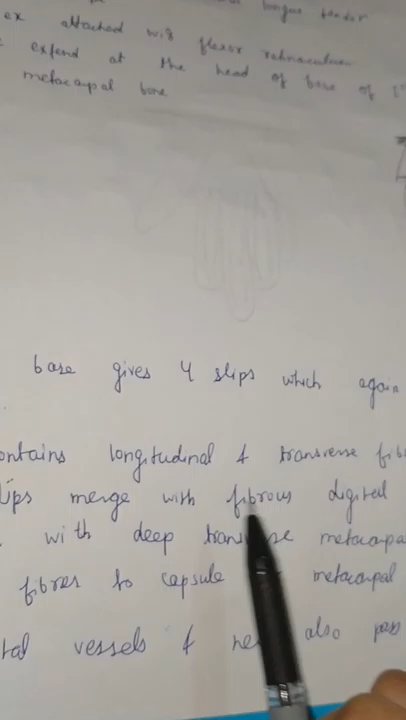 longus tendon
ex attached with flexor retinaculum
extend at the head of base of
metacarpal bone
base gives 4 slips which again
ontains longitudinal & transverse fib
lips merge with fibrous digital
with deep metacarpa
fibres to capsule metacarpal
tal vessels & also pass